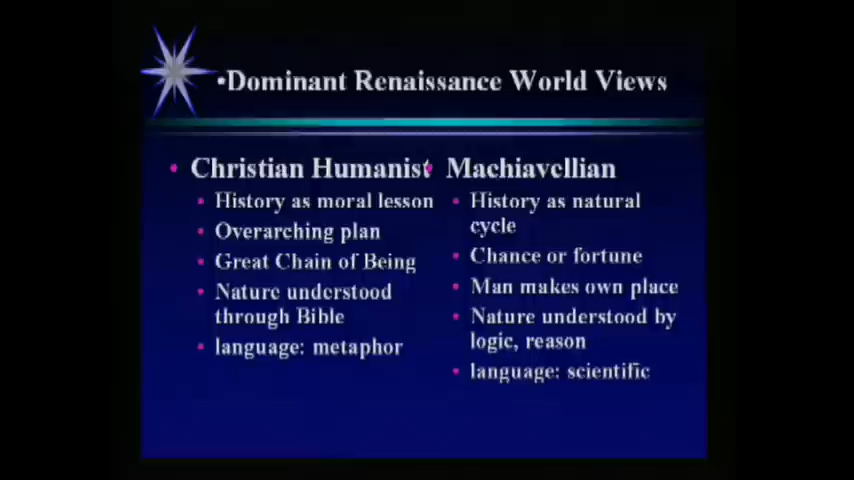 •Dominant Renaissance World Views
• Christian Humanist
• History as moral lesson
• Overarching plan
• Great Chain of Being
• Nature understood
through Bible
• language: metaphor
• Machiavellian
• History as natural
cycle
• Chance or fortune
• Man makes own place
• Nature understood by
logic, reason
• language: scientific